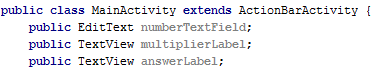 public class MainActivity extends ActionBarActivity {
    public EditText numberTextField;
    public TextView multiplierLabel;
    public TextView answerLabel;